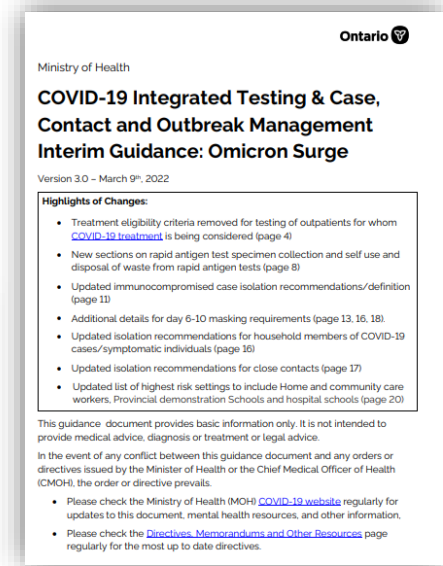 Ontario
Ministry of Health
COVID-19 Integrated Testing & Case,
Contact and Outbreak Management
Interim Guidance: Omicron Surge
Version 3.0 – March 9th, 2022
Highlights of Changes:
• Treatment eligibility criteria removed for testing of outpatients for whom
COVID-19 treatment is being considered (page 4)
• New sections on rapid antigen test specimen collection and self use and
disposal of waste from rapid antigen tests (page 8)
• Updated immunocompromised case isolation recommendations/definition
(page 11)
• Additional details for day 6-10 masking requirements (page 13, 16, 18).
• Updated isolation recommendations for household members of COVID-19
cases/symptomatic individuals (page 16)
• Updated isolation recommendations for close contacts (page 17)
• Updated list of highest risk settings to include Home and community care
workers, Provincial demonstration Schools and hospital schools (page 20)
This guidance document provides basic information only. It is not intended to
provide medical advice, diagnosis or treatment or legal advice.
In the event of any conflict between this guidance document and any orders or
directives issued by the Minister of Health or the Chief Medical Officer of Health
(CMOH), the order or directive prevails.
• Please check the Ministry of Health (MOH) COVID-19 website regularly for
updates to this document, mental health resources, and other information,
• Please check the Directives, Memorandums and Other Resources page
regularly for the most up to date directives.